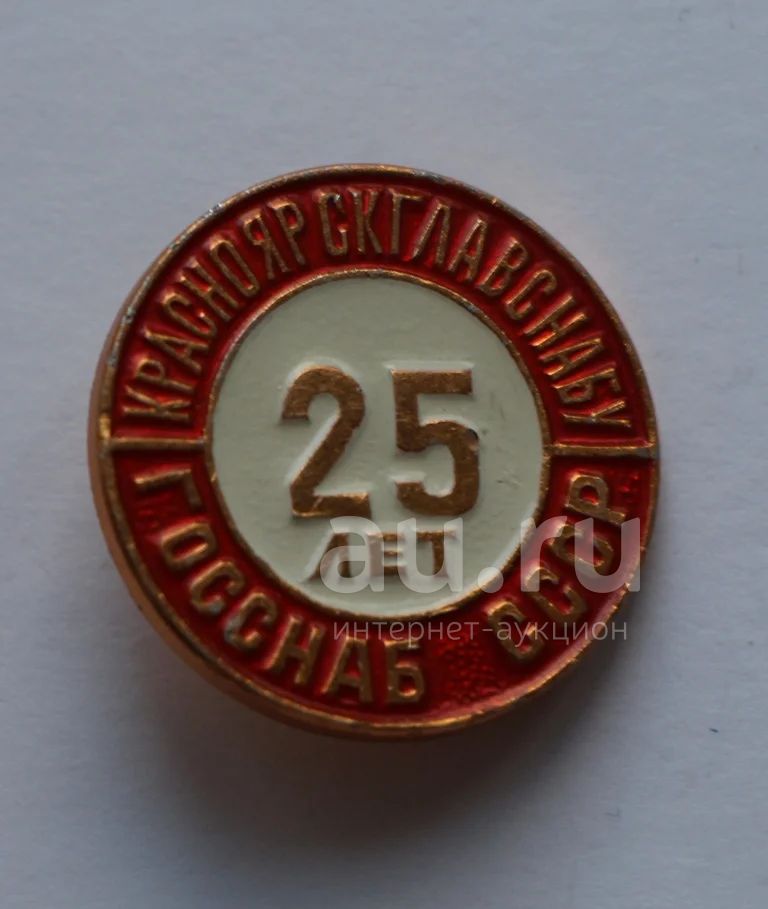 КРАСНОЯРСКГЛАВСНАБУ
25
ЛЕТ
ГОССНАБ СССР
au.ru
интернет-аукцион